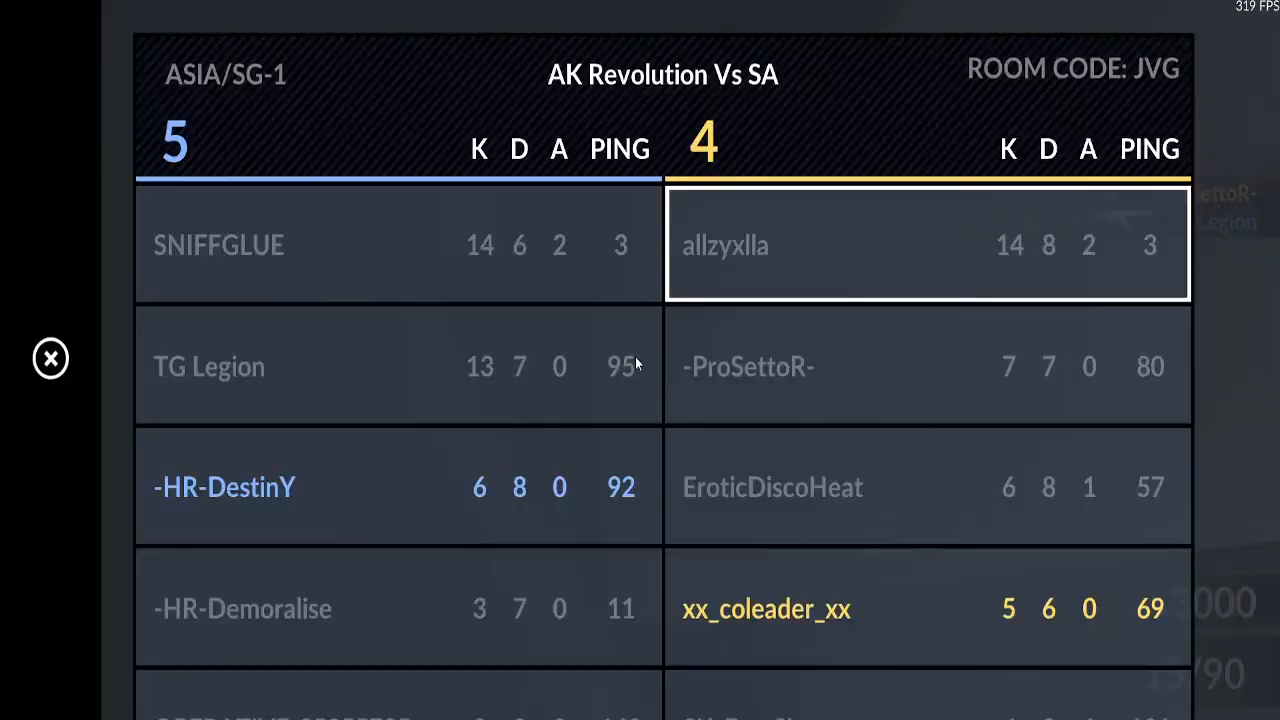 319 FPS
ASIA/SG-1 AK Revolution Vs SA ROOM CODE: JVG
5 K D A PING 4 K D A PING
SNIFFGLUE 14 6 2 3 allzyxlla 14 8 2 3
TG Legion 13 7 0 95 -ProSettoR- 7 7 0 80
-HR-DestinY 6 8 0 92 EroticDiscoHeat 6 8 1 57
-HR-Demoralise 3 7 0 11 xx_coleader_xx 5 6 0 69